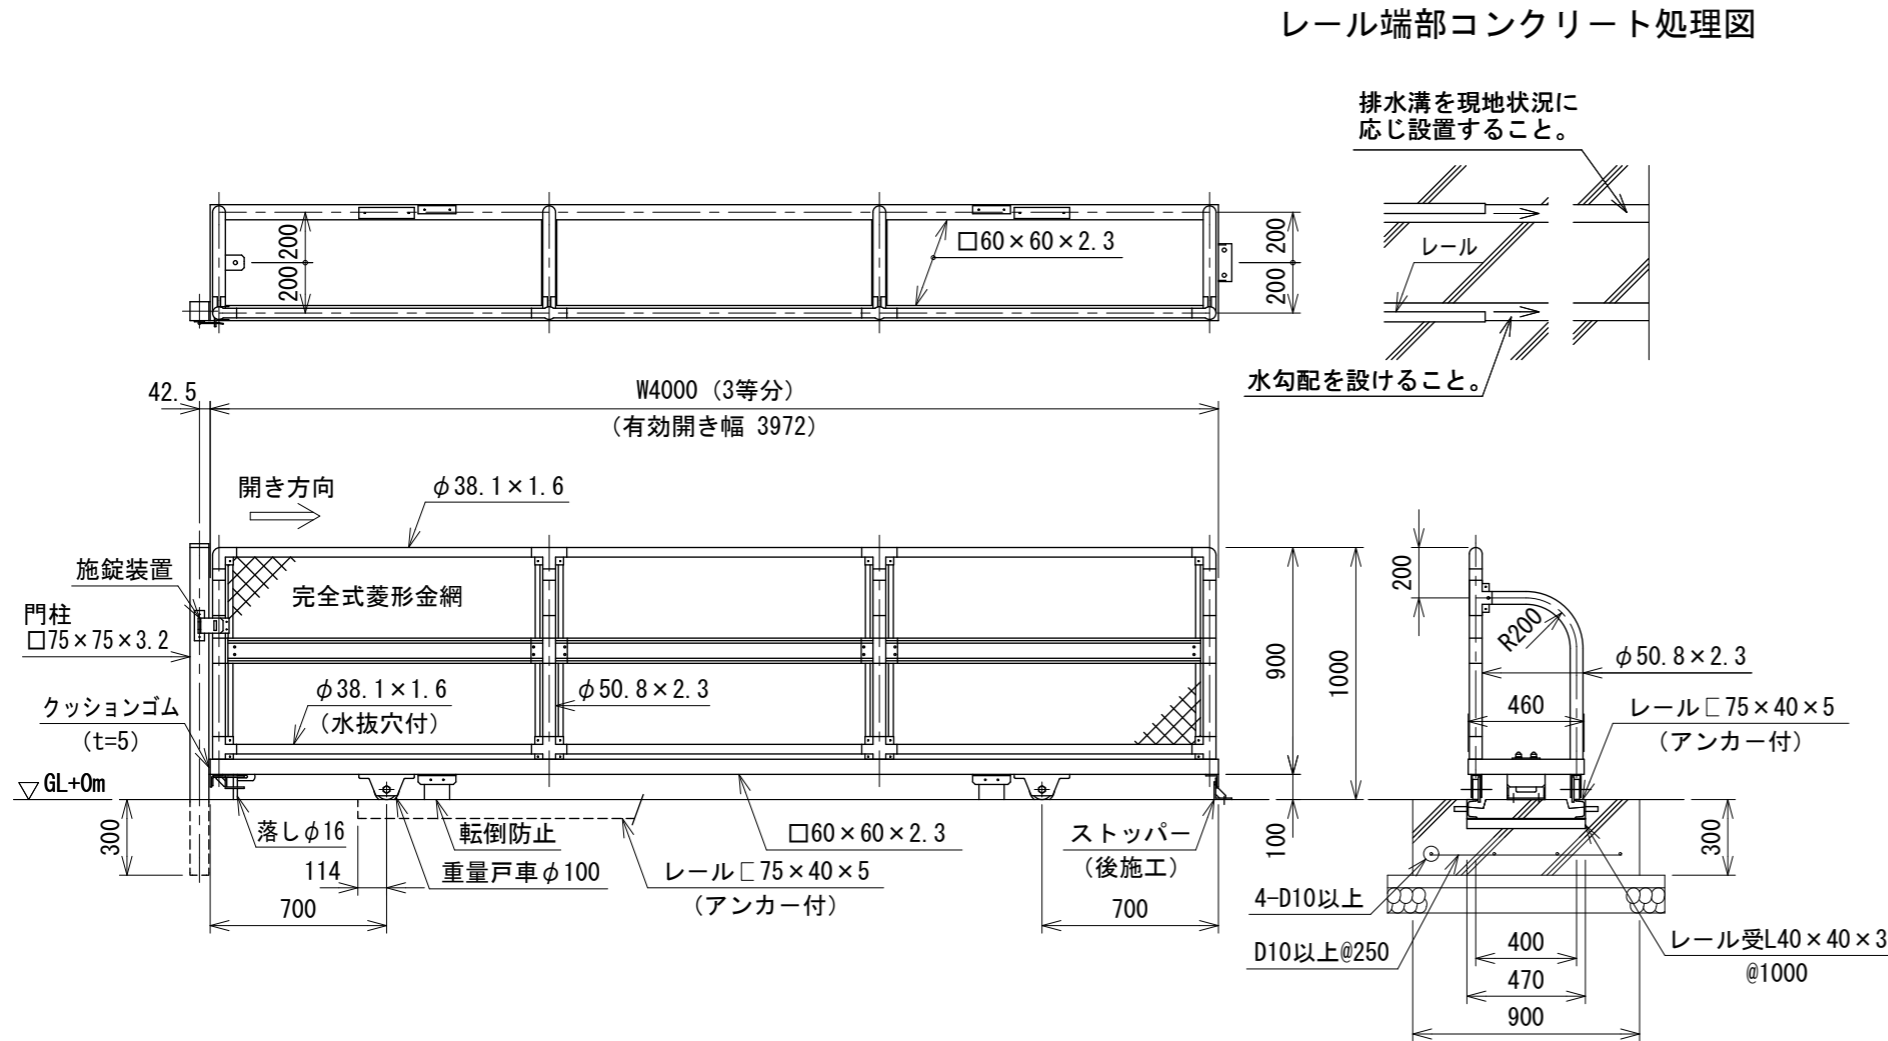 レール端部コンクリート処理図
排水溝を現地状況に
応じ設置すること。
レール
水勾配を設けること。
200
200
□60×60×2.3
200
200
42.5
W4000 (3等分)
(有効開き幅 3972)
開き方向
φ38.1×1.6
施錠装置
完全式菱形金網
門柱
□75×75×3.2
クッションゴム
(t=5)
φ38.1×1.6
(水抜穴付)
φ50.8×2.3
900
1000
200
R200
φ50.8×2.3
460
レール[75×40×5
(アンカー付)
▽GL+0m
300
落しφ16
転倒防止
□60×60×2.3
ストッパー
(後施工)
100
300
114
重量戸車φ100
レール[75×40×5
(アンカー付)
700
700
4-D10以上
D10以上@250
400
470
900
レール受L40×40×3
@1000